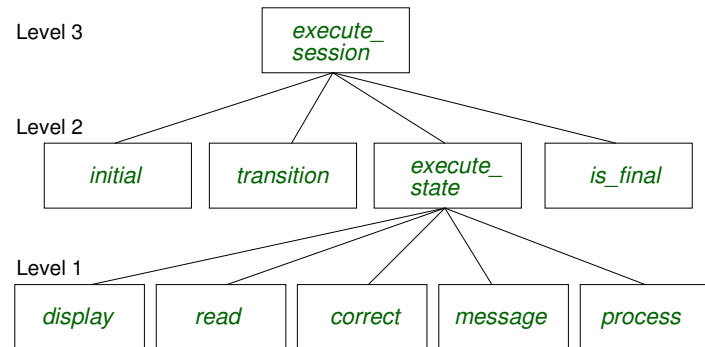 Level 3
execute_
session
Level 2
initial
transition
execute_
state
is_final
Level 1
display
read
correct
message
process